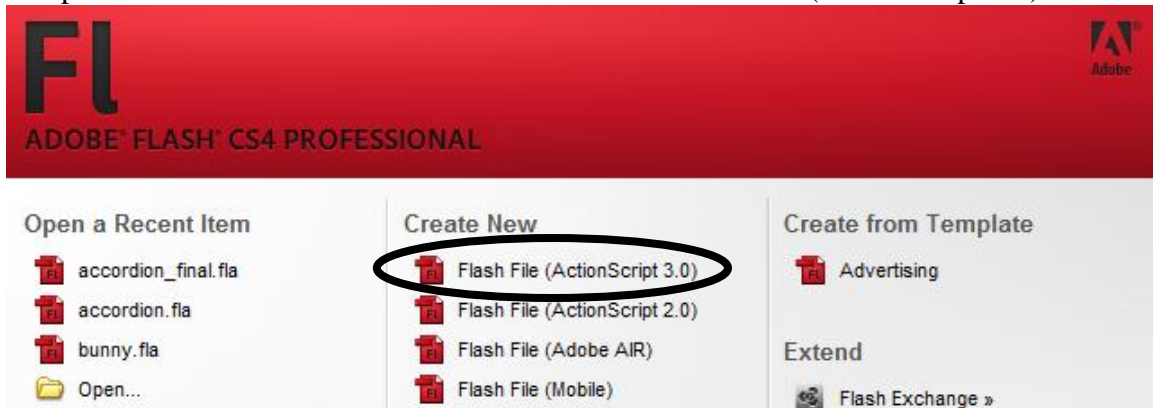 Fl
Adobe
ADOBE® FLASH® CS4 PROFESSIONAL
Open a Recent Item
accordion_final.fla
accordion.fla
bunny.fla
Open...
Create New
Flash File (ActionScript 3.0)
Flash File (ActionScript 2.0)
Flash File (Adobe AIR)
Flash File (Mobile)
Create from Template
Advertising
Extend
Flash Exchange »